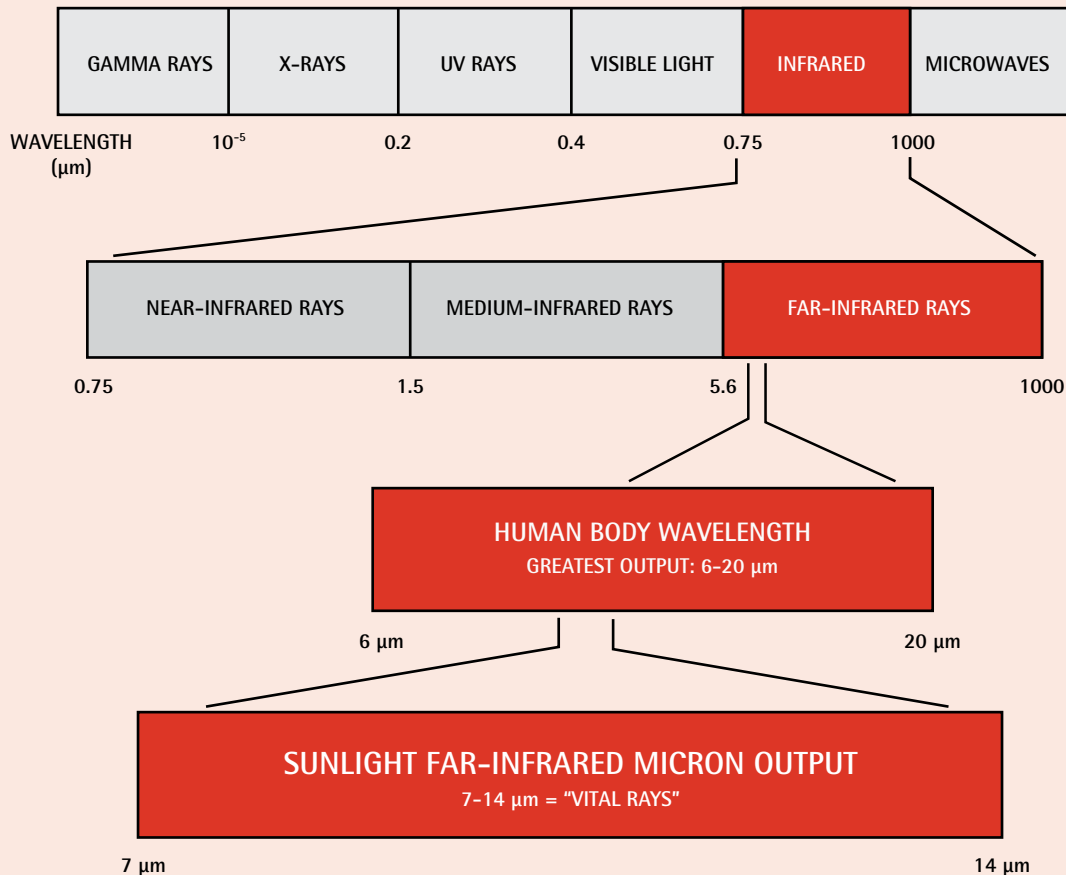 GAMMA RAYS X-RAYS UV RAYS VISIBLE LIGHT INFRARED MICROWAVES
WAVELENGTH 10⁻⁵ 0.2 0.4 0.75 1000
(µm)
NEAR-INFRARED RAYS MEDIUM-INFRARED RAYS FAR-INFRARED RAYS
0.75 1.5 5.6 1000
HUMAN BODY WAVELENGTH
GREATEST OUTPUT: 6-20 µm
6 µm 20 µm
SUNLIGHT FAR-INFRARED MICRON OUTPUT
7-14 µm = “VITAL RAYS”
7 µm 14 µm